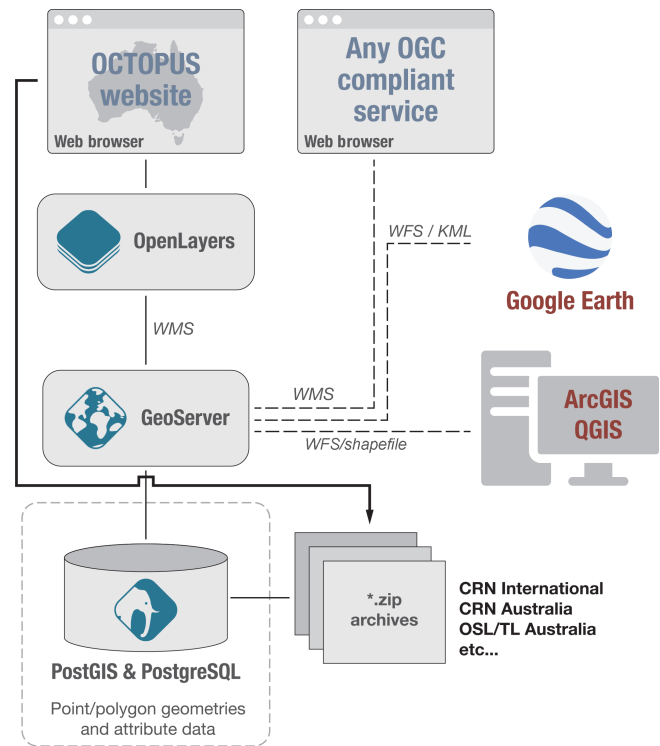 OCTOPUS
website
Web browser
Any OGC
compliant
service
Web browser
OpenLayers
WFS / KML
Google Earth
WMS
GeoServer
WMS
WFS/shapefile
ArcGIS
QGIS
*.zip
archives
CRN International
CRN Australia
OSL/TL Australia
etc...
PostGIS & PostgreSQL
Point/polygon geometries
and attribute data